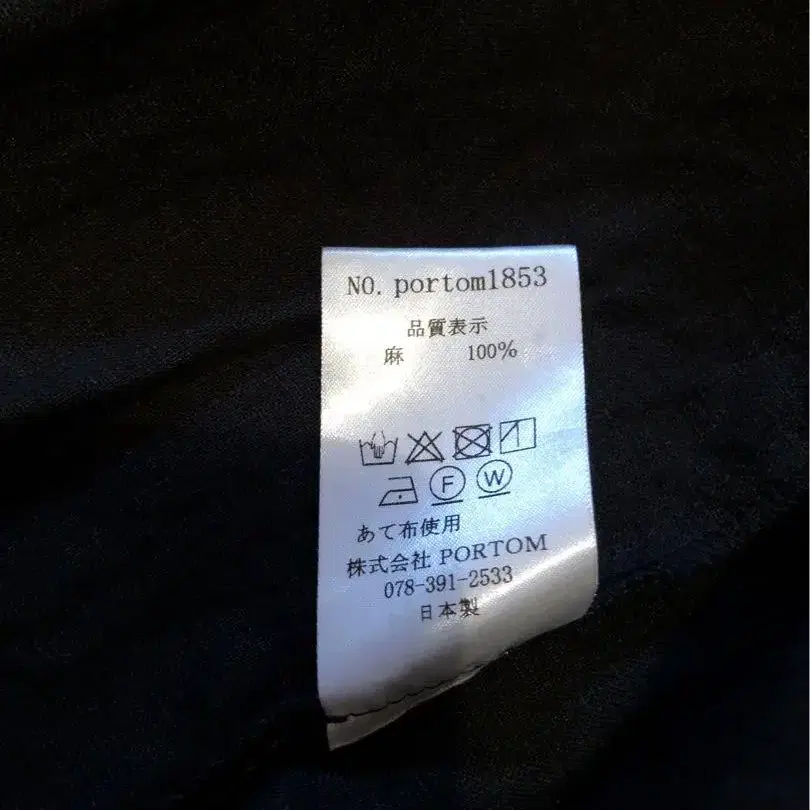 NO. portom1853
品質表示
麻 100%
F W
あて布使用
株式会社 PORTOM
078-391-2533
日本製